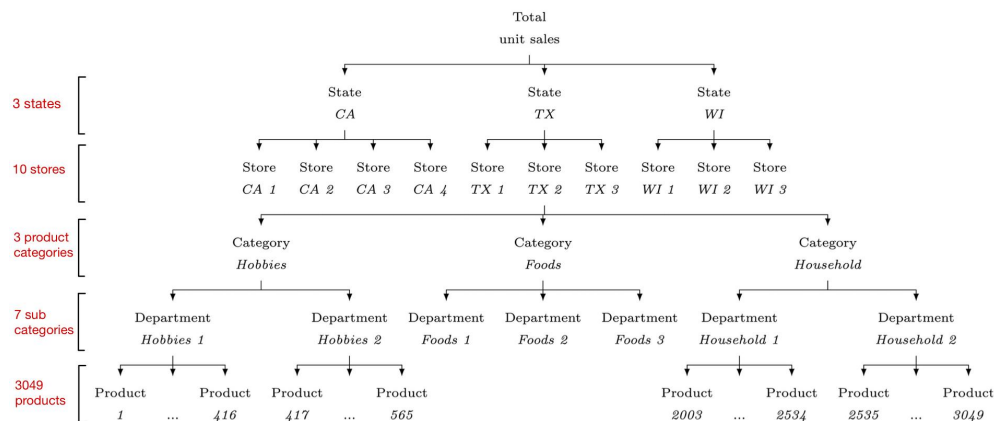 Total
unit sales
3 states
State State State
CA TX WI
10 stores
Store Store Store Store Store Store Store Store Store Store
CA 1 CA 2 CA 3 CA 4 TX 1 TX 2 TX 3 WI 1 WI 2 WI 3
3 product
categories
Category Category Category
Hobbies Foods Household
7 sub
categories
Department Department Department Department Department Department Department
Hobbies 1 Hobbies 2 Foods 1 Foods 2 Foods 3 Household 1 Household 2
3049
products
Product Product Product Product Product Product Product Product
1 ... 416 417 ... 565 2003 ... 2534 2535 ... 3049